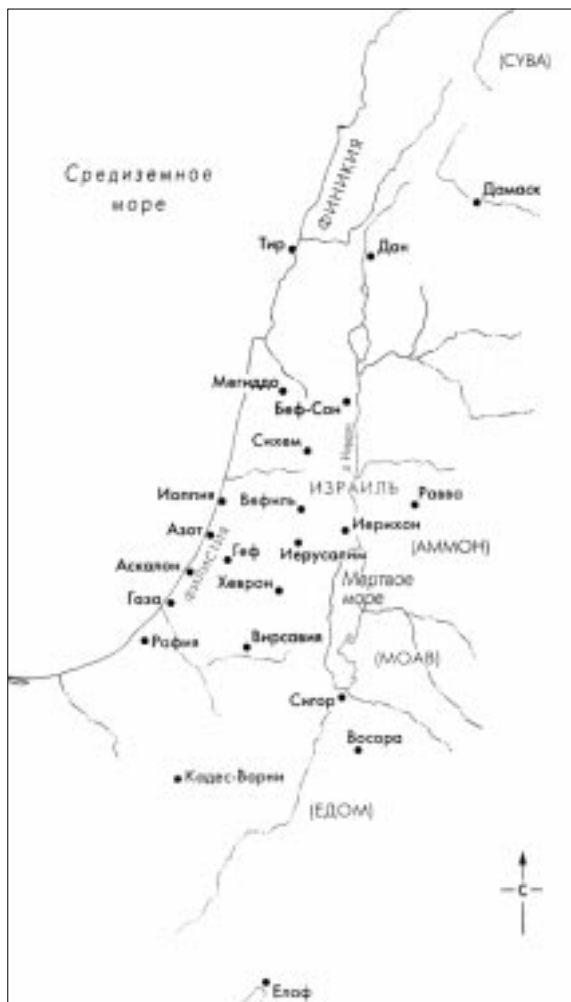 (СУВА)
Средиземное
море
ФИНИКИЯ
Дамаск
Тир
Дан
Мегиддо
Беф-Сан
Сихем
ИЗРАИЛЬ
Иоппия
Вефиль
Равва
Азот
Иерихон
Геф
Иерусалим
(АММОН)
Аскалон
ФИЛИСТИЯ
Хеврон
Мертвое
море
Газа
Рафия
Вирсавия
(МОАВ)
Сигор
Восора
Кадес-Варни
(ЕДОМ)
С
Елаф